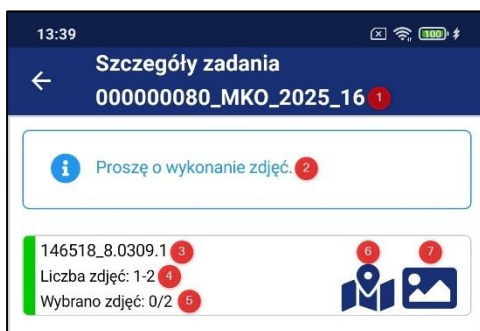 13:39
100
Szczegóły zadania
000000080_MKO_2025_16 1
Proszę o wykonanie zdjęć. 2
146518_8.0309.1 3
6
7
Liczba zdjęć: 1-2 4
Wybrano zdjęć: 0/2 5